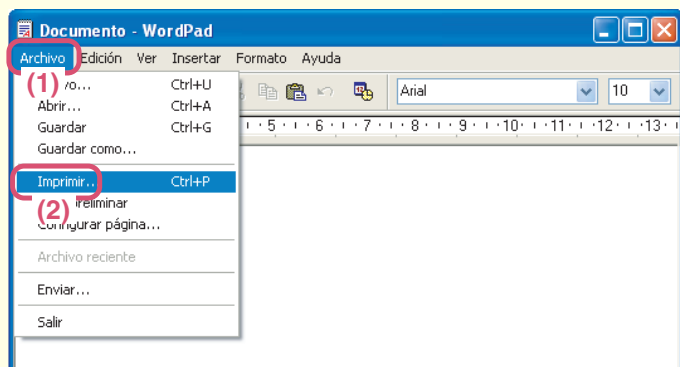 Documento - WordPad
Archivo Edición Ver Insertar Formato Ayuda
(1) vo... Ctrl+U
Arial 10
Abrir... Ctrl+A
Guardar Ctrl+G
5 6 7 8 9 10 11 12 13
Guardar como...
Imprimir... Ctrl+P
(2) preliminar
Configurar página...
Archivo reciente
Enviar...
Salir